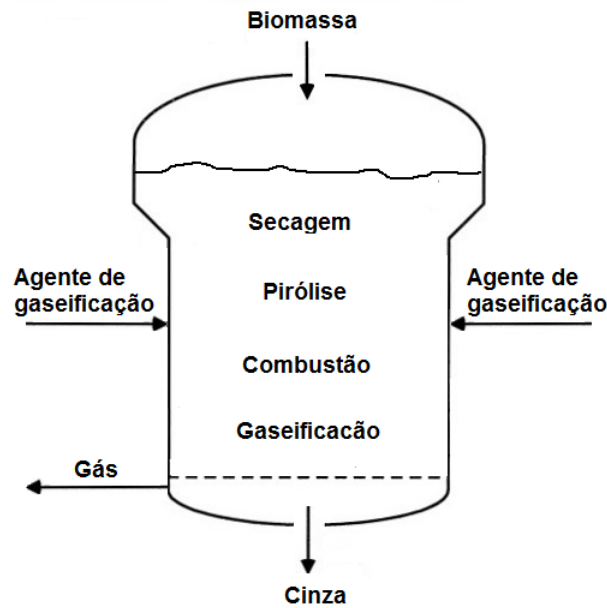 Biomassa
Secagem
Agente de
gaseificação
Pirólise
Agente de
gaseificação
Combustão
Gaseificacão
Gás
Cinza